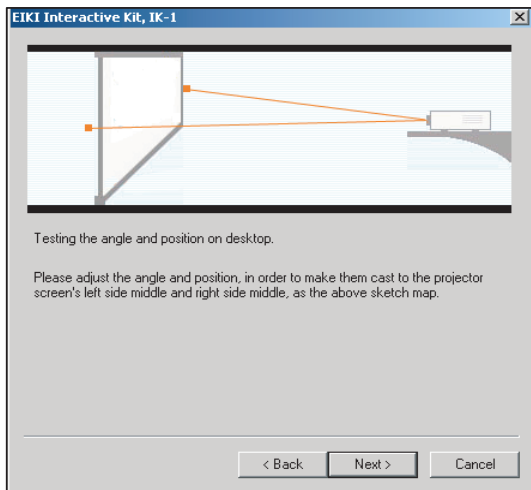 EIKI Interactive Kit, IK-1
Testing the angle and position on desktop.
Please adjust the angle and position, in order to make them cast to the projector
screen's left side middle and right side middle, as the above sketch map.
< Back
Next >
Cancel